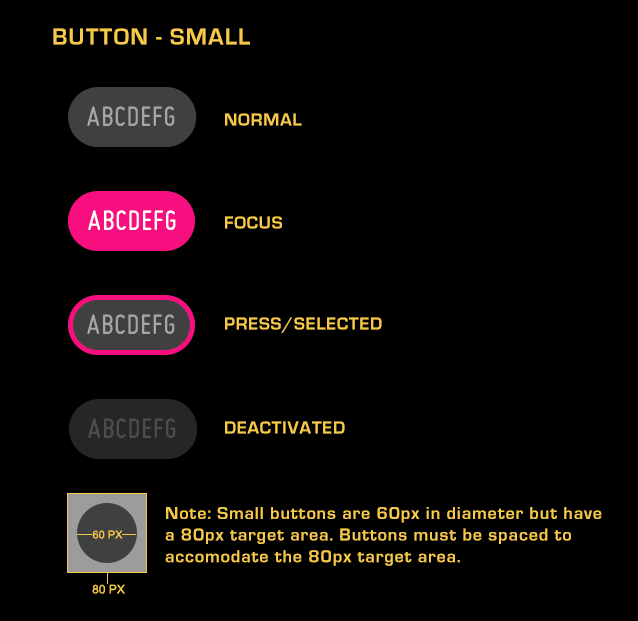 BUTTON - SMALL
ABCDEFG
NORMAL
ABCDEFG
FOCUS
ABCDEFG
PRESS/SELECTED
ABCDEFG
DEACTIVATED
60 PX
80 PX
Note: Small buttons are 60px in diameter but have
a 80px target area. Buttons must be spaced to
accomodate the 80px target area.